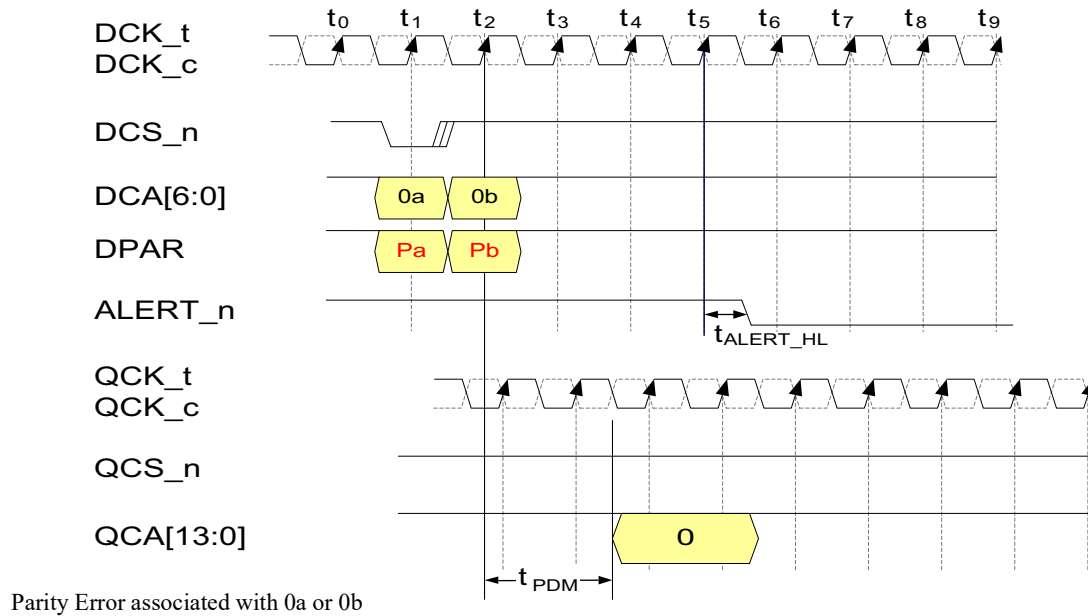 t0 t1 t2 t3 t4 t5 t6 t7 t8 t9
DCK_t
DCK_c
DCS_n
DCA[6:0] 0a 0b
DPAR Pa Pb
ALERT_n
tALERT_HL
QCK_t
QCK_c
QCS_n
QCA[13:0] 0
tPDM
Parity Error associated with 0a or 0b